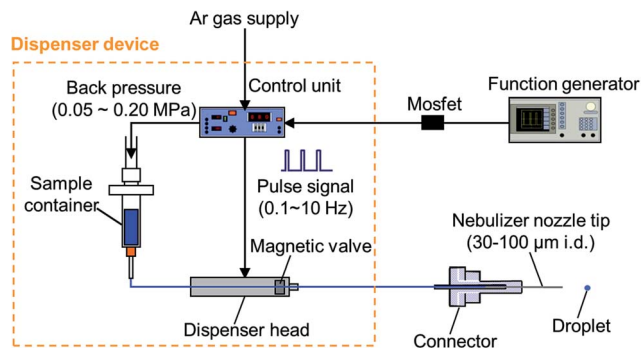 Ar gas supply
Dispenser device
Back pressure
(0.05 ~ 0.20 MPa)
Control unit
Mosfet
Function generator
Sample
container
Pulse signal
(0.1~10 Hz)
Magnetic valve
Nebulizer nozzle tip
(30-100 µm i.d.)
Dispenser head
Connector
Droplet